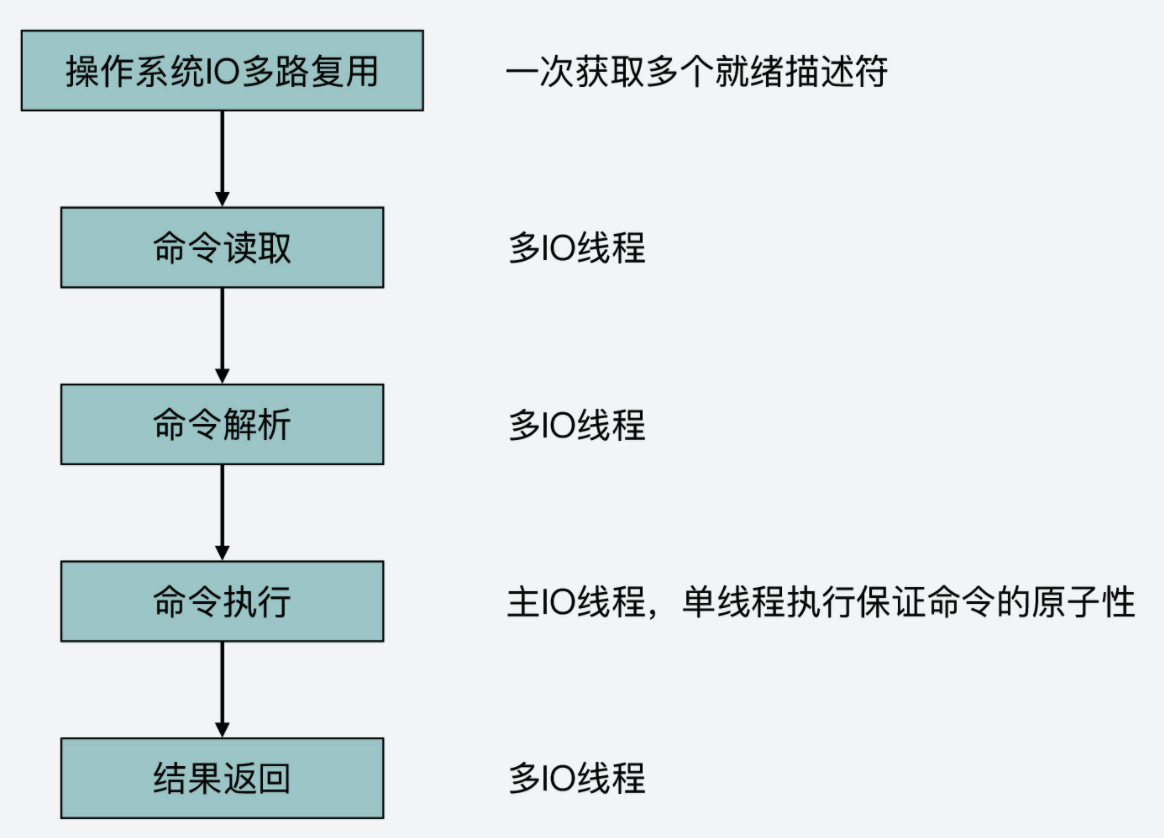 操作系统IO多路复用
一次获取多个就绪描述符
命令读取
多IO线程
命令解析
多IO线程
命令执行
主IO线程，单线程执行保证命令的原子性
结果返回
多IO线程